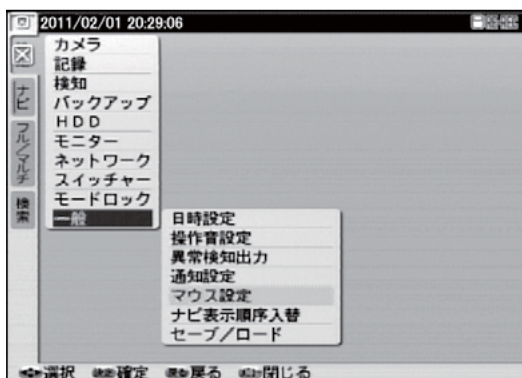 2011/02/01 20:29:06
カメラ
記録
検知
バックアップ
HDD
モニター
ネットワーク
スイッチャー
モードロック
一般
日時設定
操作音設定
異常検知出力
通知設定
マウス設定
ナビ表示順序入替
セーブ/ロード
ナビ
フル/マルチ
検索
選択 確定 戻る 閉じる